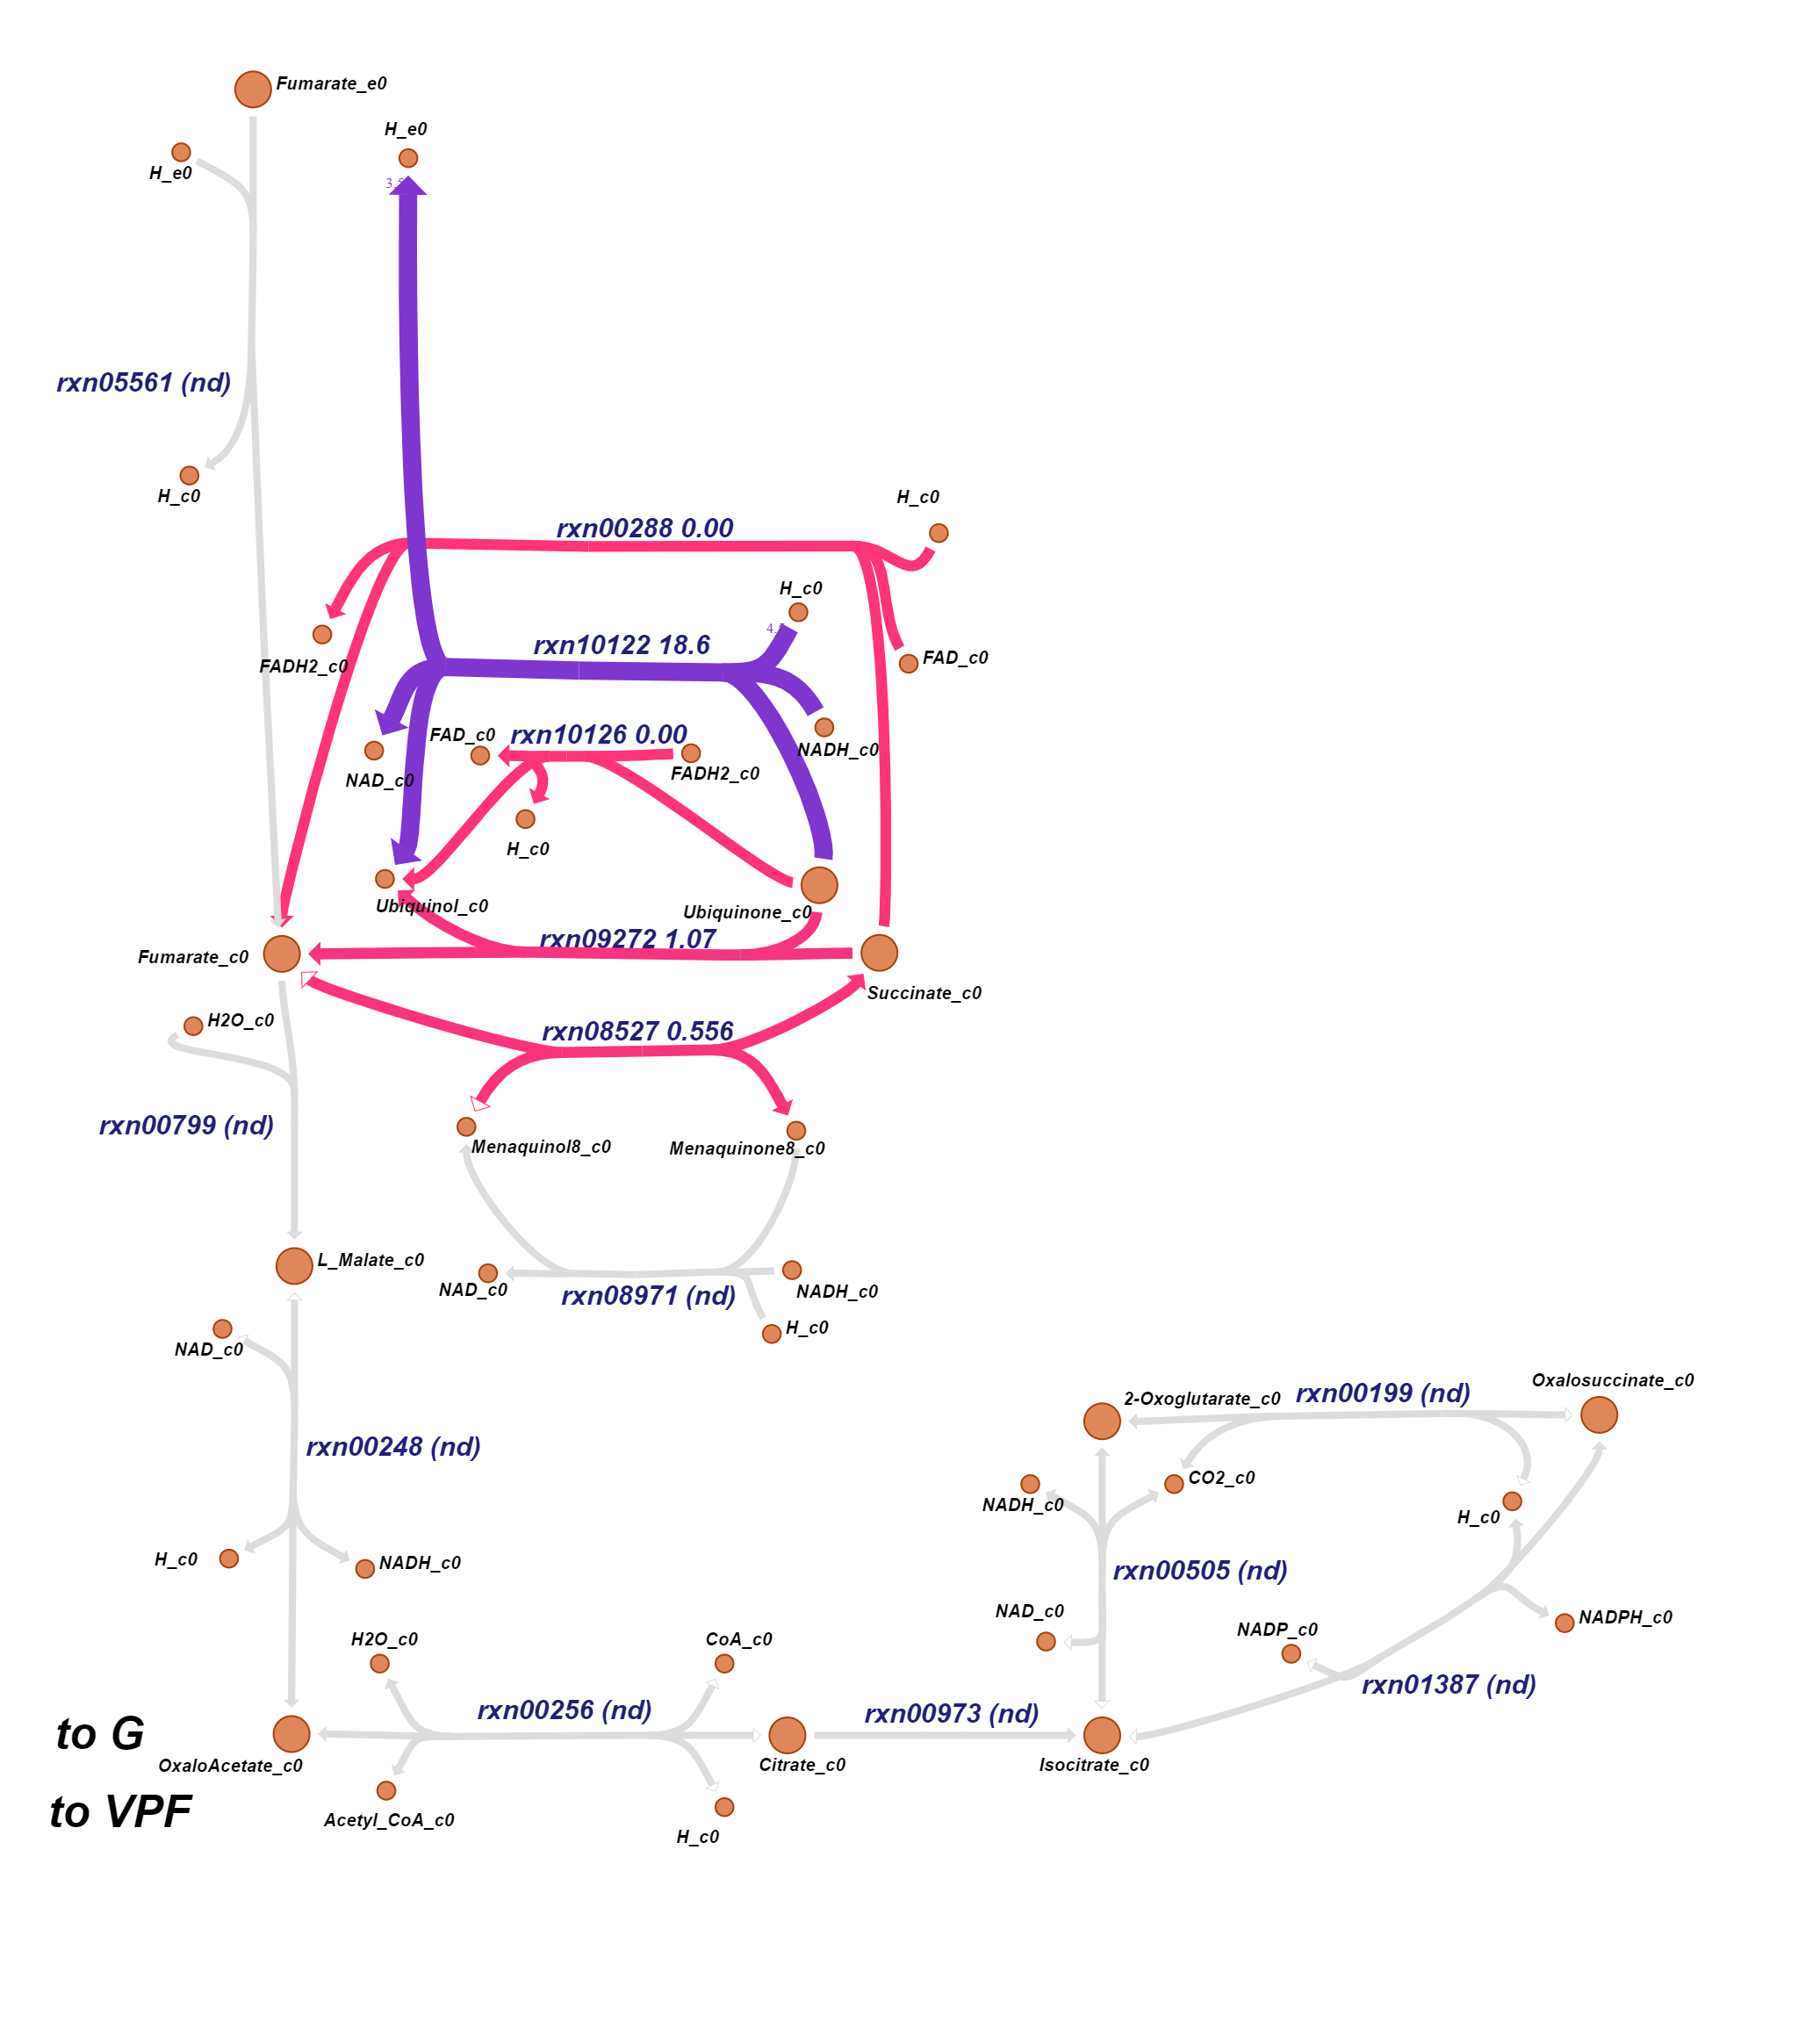 Fumarate_e0
H_e0
H_e0
rxn05561 (nd)
H_c0
H_c0
rxn00288 0.00
H_c0
FADH2_c0
FAD_c0
rxn10122 18.6
NAD_c0
NADH_c0
FAD_c0
rxn10126 0.00
FADH2_c0
H_c0
Ubiquinol_c0
Ubiquinone_c0
rxn09272 1.07
Fumarate_c0
Succinate_c0
H2O_c0
rxn08527 0.556
rxn00799 (nd)
Menaquinol8_c0
Menaquinone8_c0
L_Malate_c0
NAD_c0
rxn08971 (nd)
NADH_c0
H_c0
NAD_c0
rxn00248 (nd)
H_c0
NADH_c0
2-Oxoglutarate_c0
rxn00199 (nd)
Oxalosuccinate_c0
NADH_c0
CO2_c0
H_c0
rxn00505 (nd)
NAD_c0
NADP_c0
NADPH_c0
rxn01387 (nd)
H2O_c0
CoA_c0
rxn00256 (nd)
rxn00973 (nd)
to G
OxaloAcetate_c0
Citrate_c0
Isocitrate_c0
to VPF
Acetyl_CoA_c0
H_c0